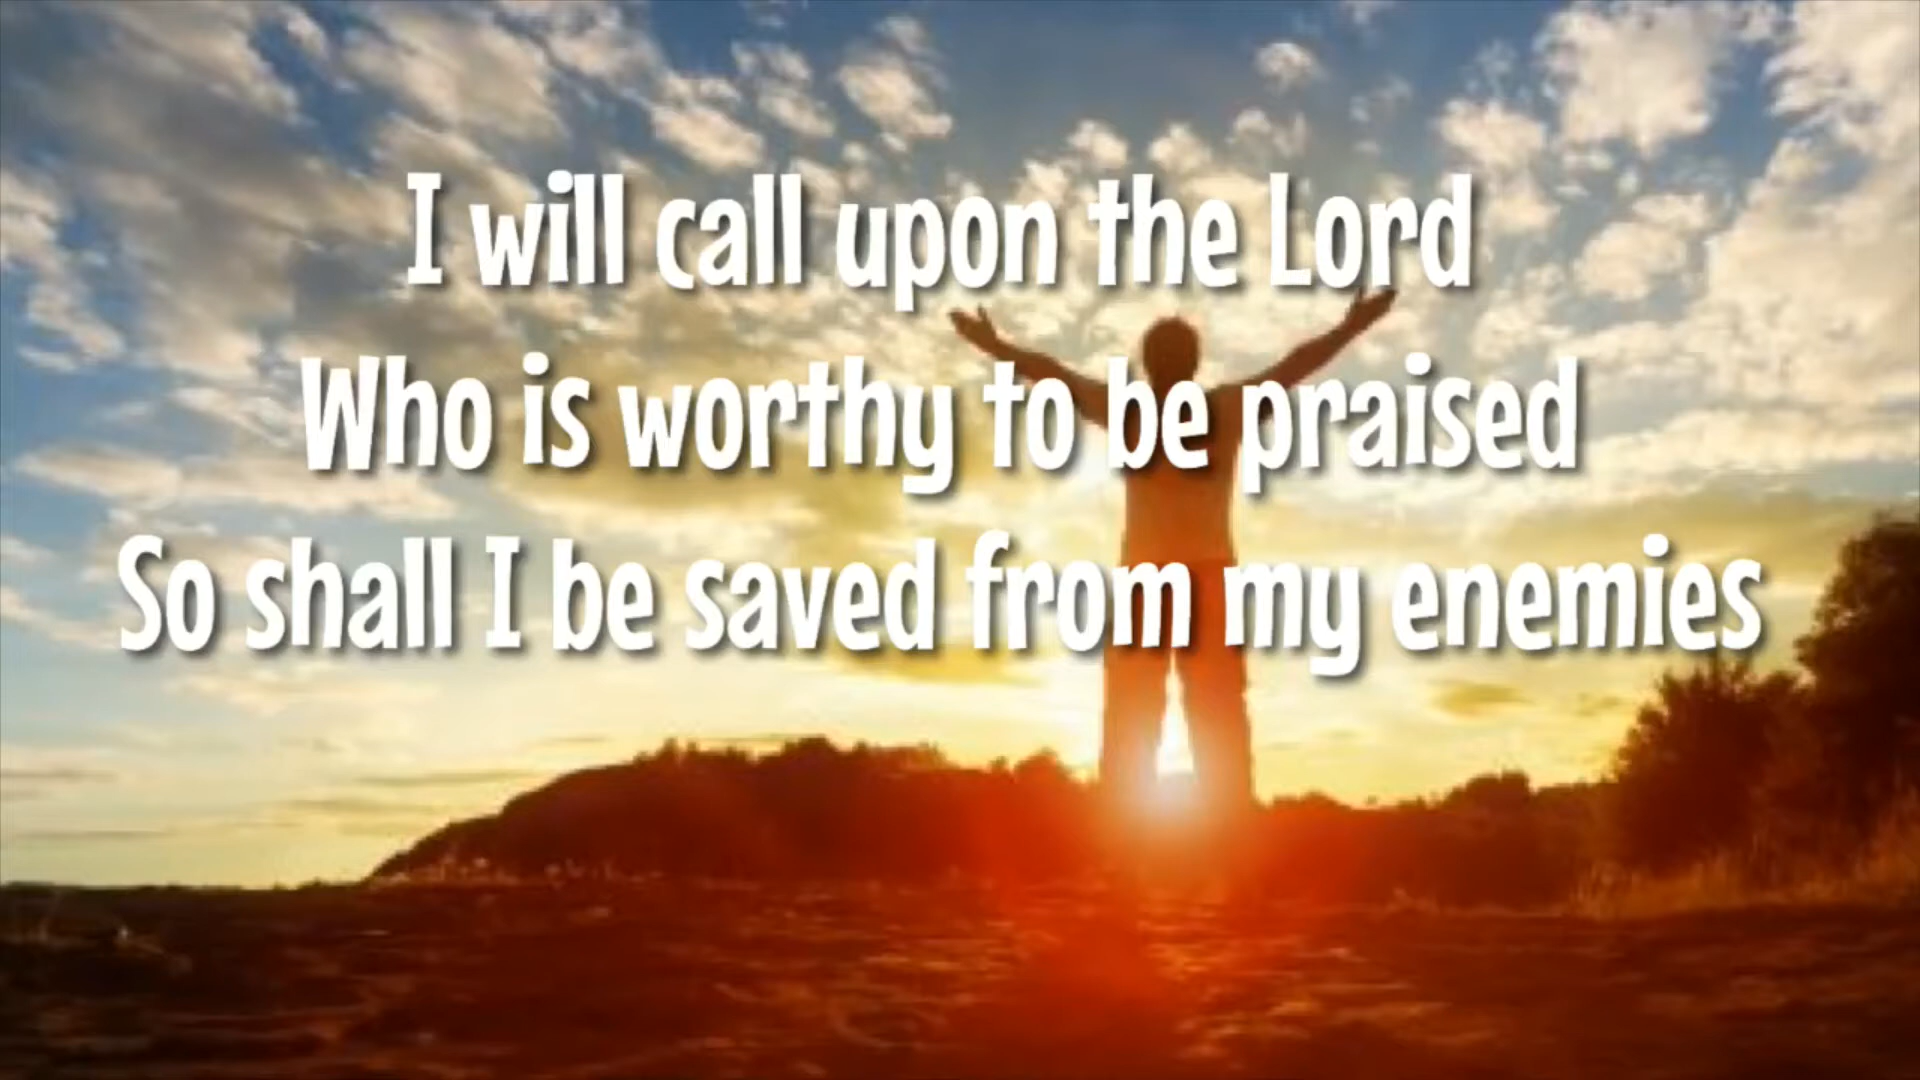 I will call upon the Lord
Who is worthy to be praised
So shall I be saved from my enemies